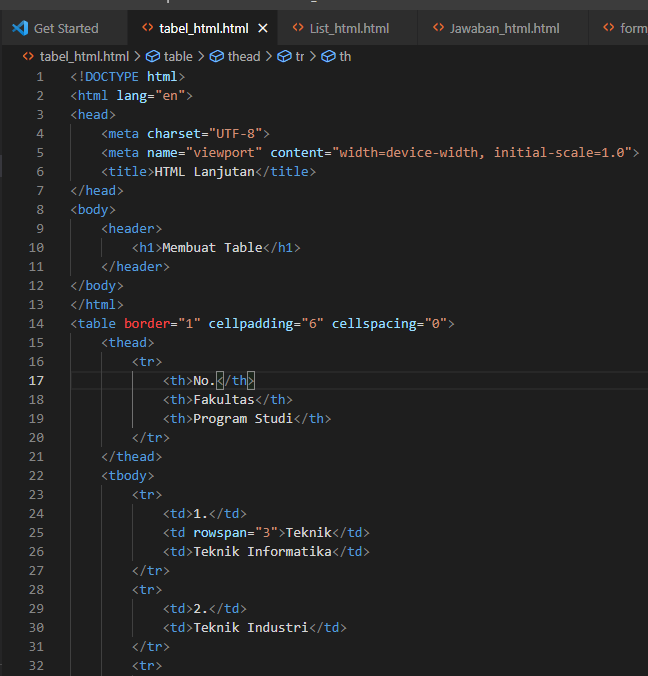 Get Started   tabel_html.html   List_html.html   Jawaban_html.html   form
tabel_html.html > table > thead > tr > th
1 <!DOCTYPE html>
2 <html lang="en">
3 <head>
4     <meta charset="UTF-8">
5     <meta name="viewport" content="width=device-width, initial-scale=1.0">
6     <title>HTML Lanjutan</title>
7 </head>
8 <body>
9     <header>
10         <h1>Membuat Table</h1>
11     </header>
12 </body>
13 </html>
14 <table border="1" cellpadding="6" cellspacing="0">
15     <thead>
16         <tr>
17             <th>No.</th>
18             <th>Fakultas</th>
19             <th>Program Studi</th>
20         </tr>
21     </thead>
22     <tbody>
23         <tr>
24             <td>1.</td>
25             <td rowspan="3">Teknik</td>
26             <td>Teknik Informatika</td>
27         </tr>
28         <tr>
29             <td>2.</td>
30             <td>Teknik Industri</td>
31         </tr>
32         <tr>